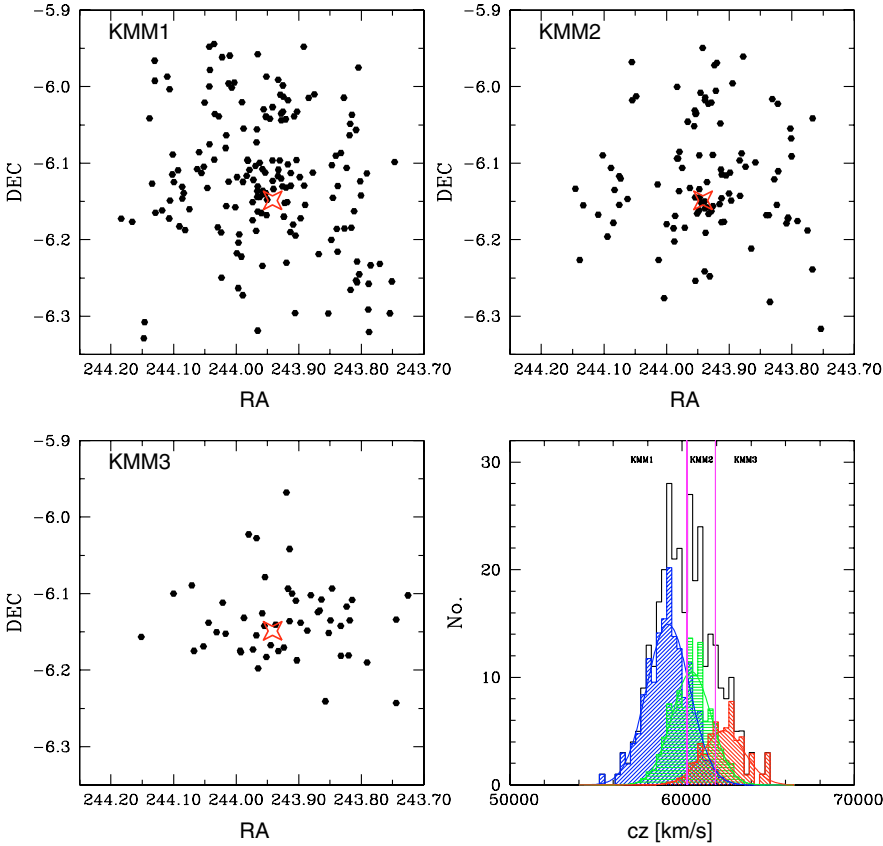 KMM1
DEC
−5.9
−6.0
−6.1
−6.2
−6.3
244.20 244.10 244.00 243.90 243.80 243.70
RA
KMM2
DEC
−5.9
−6.0
−6.1
−6.2
−6.3
244.20 244.10 244.00 243.90 243.80 243.70
RA
KMM3
DEC
−5.9
−6.0
−6.1
−6.2
−6.3
244.20 244.10 244.00 243.90 243.80 243.70
RA
KMM1 KMM2 KMM3
No.
30
20
10
0
50000 60000 70000
cz [km/s]